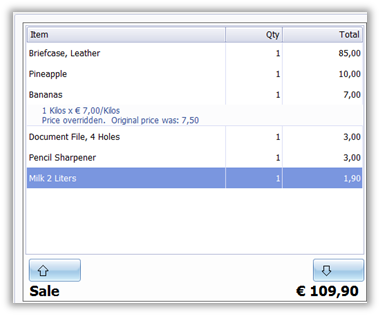 Item Qty Total
Briefcase, Leather 1 85,00
Pineapple 1 10,00
Bananas 1 7,00
1 Kilos x € 7,00/Kilos
Price overridden. Original price was: 7,50
Document File, 4 Holes 1 3,00
Pencil Sharpener 1 3,00
Milk 2 Liters 1 1,90
Sale € 109,90